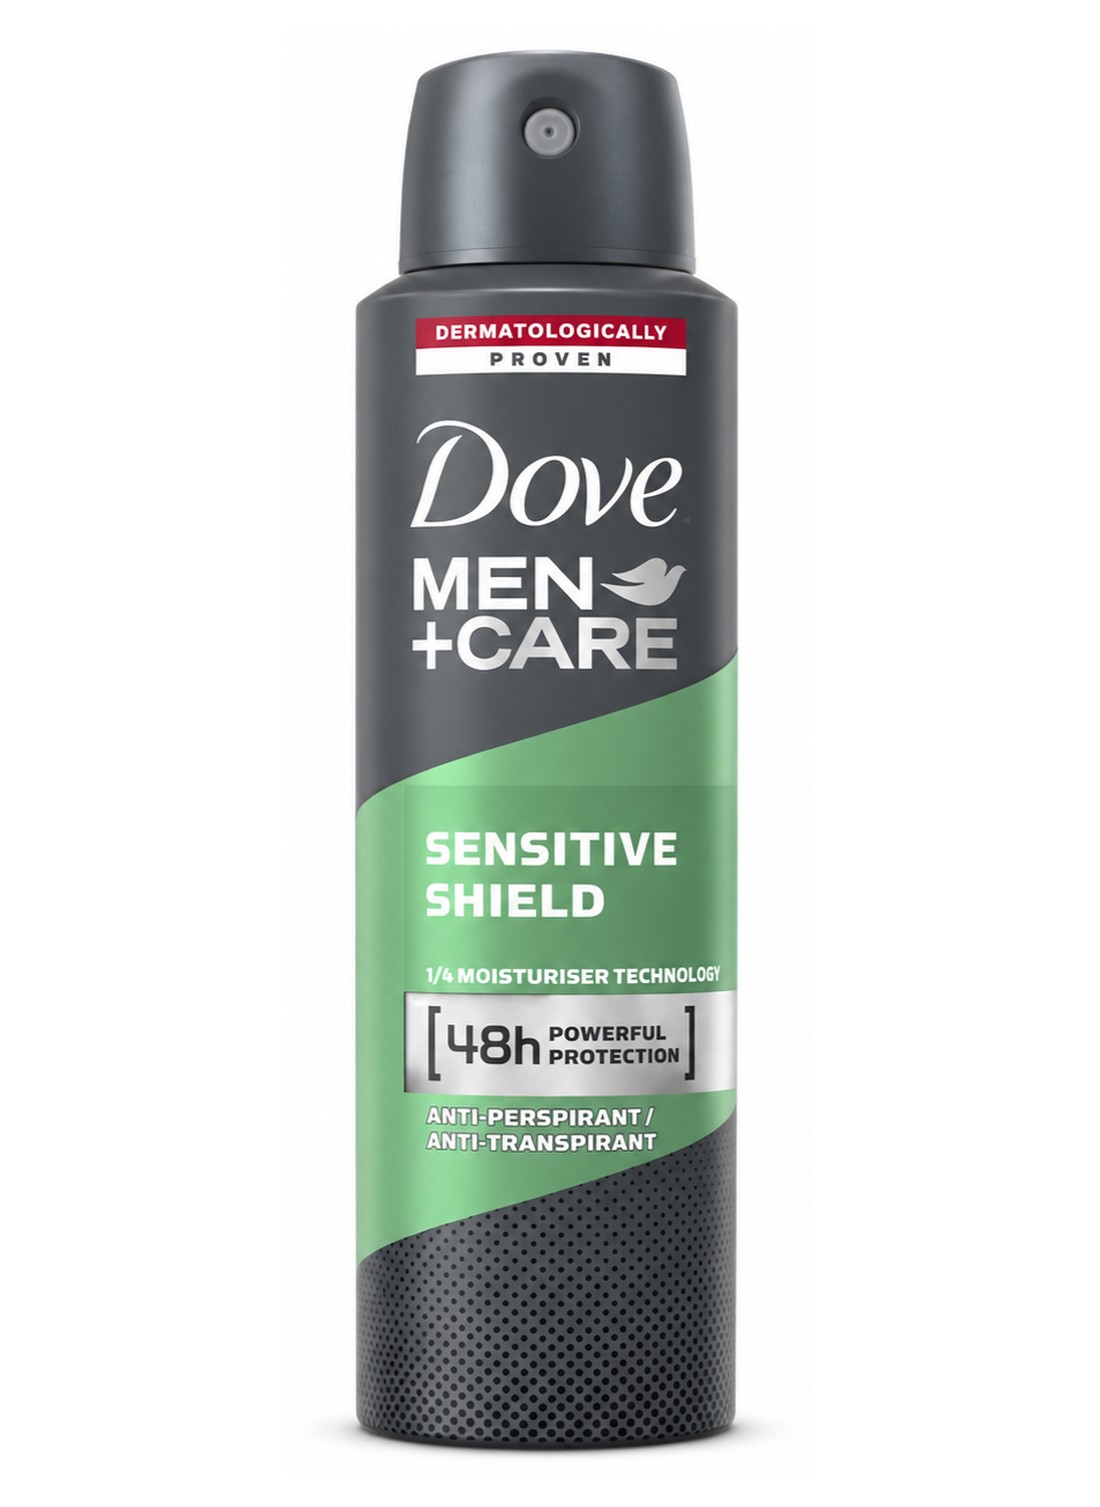 DERMATOLOGICALLY
PROVEN
Dove
MEN
+CARE
SENSITIVE
SHIELD
1/4 MOISTURISER TECHNOLOGY
[48h POWERFUL
PROTECTION]
ANTI-PERSPIRANT /
ANTI-TRANSPIRANT